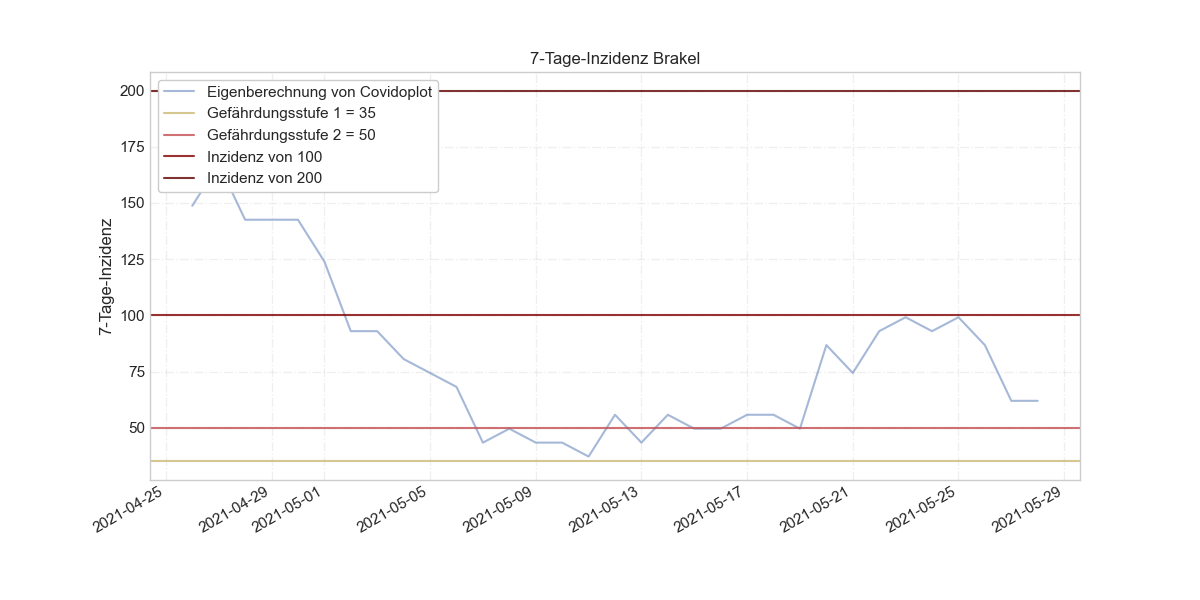 7-Tage-Inzidenz Brakel
Eigenberechnung von Covidoplot
Gefährdungsstufe 1 = 35
Gefährdungsstufe 2 = 50
Inzidenz von 100
Inzidenz von 200
7-Tage-Inzidenz
200
175
150
125
100
75
50
2021-04-25
2021-04-29
2021-05-01
2021-05-05
2021-05-09
2021-05-13
2021-05-17
2021-05-21
2021-05-25
2021-05-29